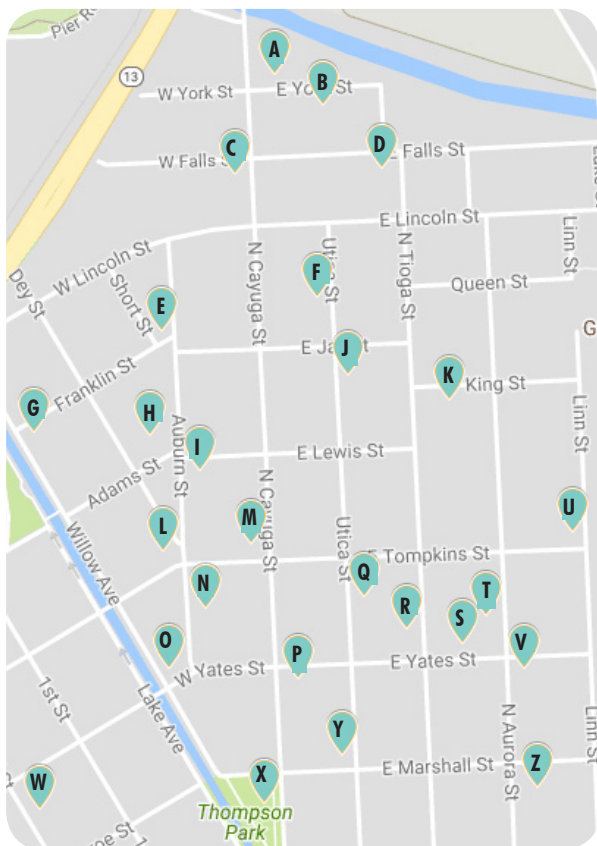 Pier
13
A
B
W York St
E Yo St
C
D
W Falls S
Falls St
E Lincoln St
W Lincoln St
Linn St
Dey St
Short St
N Cayuga St
Utica St
N Tioga St
F
E
Queen St
G
J
E Ja t
K
King St
Franklin St
G
H
I
Auburn St
E Lewis St
Linn St
Adams St
U
L
M
N Cayuga St
Utica St
Willow Ave
E Tompkins St
Q
N
R
T
S
O
P
V
W Yates St
E Yates St
1st St
Lake Ave
Y
N Aurora St
Linn St
W
X
E Marshall St
Z
Thompson
Park
oe St